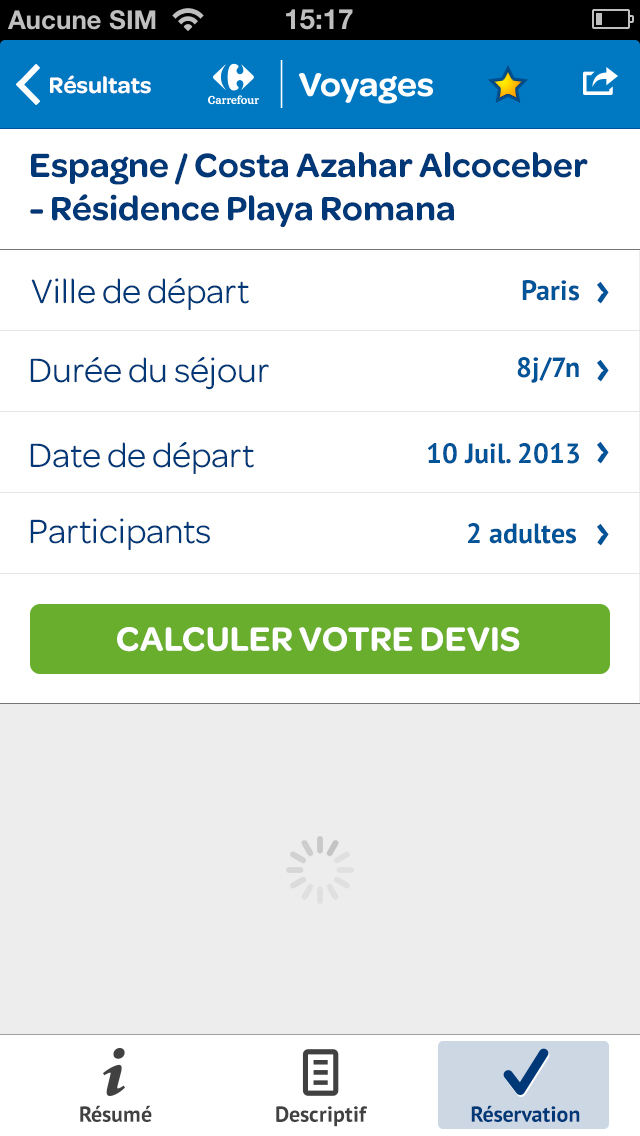 Aucune SIM 15:17
Résultats Carrefour Voyages
Espagne / Costa Azahar Alcoceber
- Résidence Playa Romana
Ville de départ Paris
Durée du séjour 8j/7n
Date de départ 10 Juil. 2013
Participants 2 adultes
CALCULER VOTRE DEVIS
Résumé Descriptif Réservation